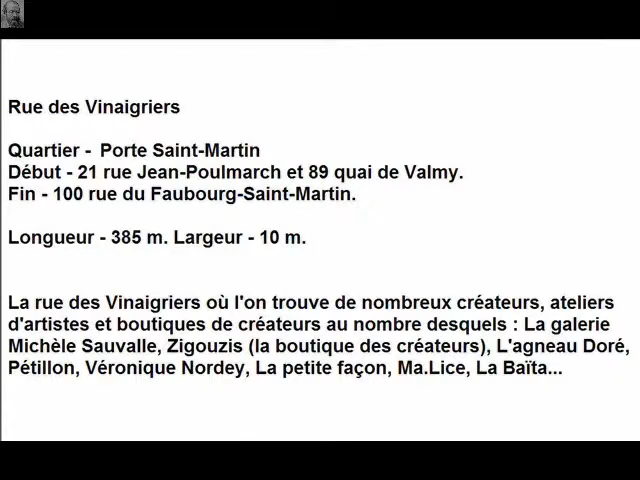 Rue des Vinaigriers
Quartier - Porte Saint-Martin
Début - 21 rue Jean-Poulmarch et 89 quai de Valmy.
Fin - 100 rue du Faubourg-Saint-Martin.
Longueur - 385 m. Largeur - 10 m.
La rue des Vinaigriers où l'on trouve de nombreux créateurs, ateliers
d'artistes et boutiques de créateurs au nombre desquels : La galerie
Michèle Sauvalle, Zigouzis (la boutique des créateurs), L'agneau Doré,
Pétillon, Véronique Nordey, La petite façon, Ma.Lice, La Baïta...